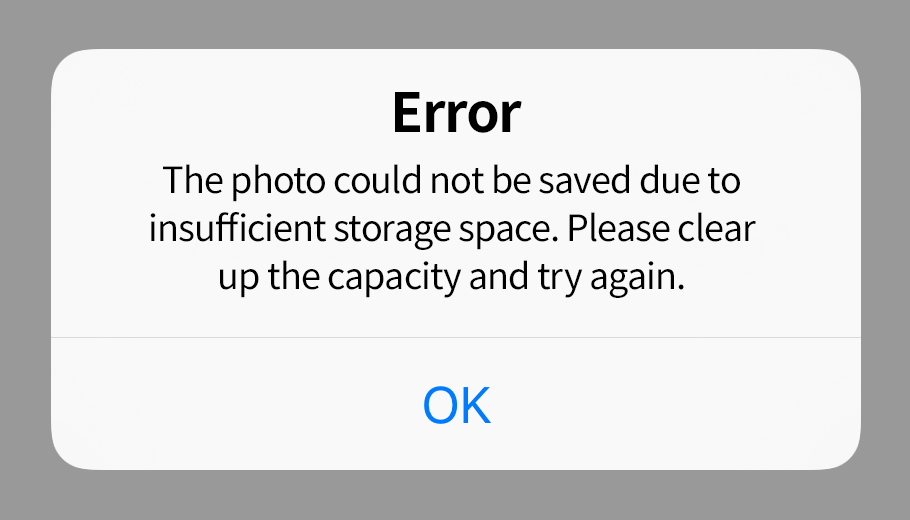 Error
The photo could not be saved due to
insufficient storage space. Please clear
up the capacity and try again.
OK